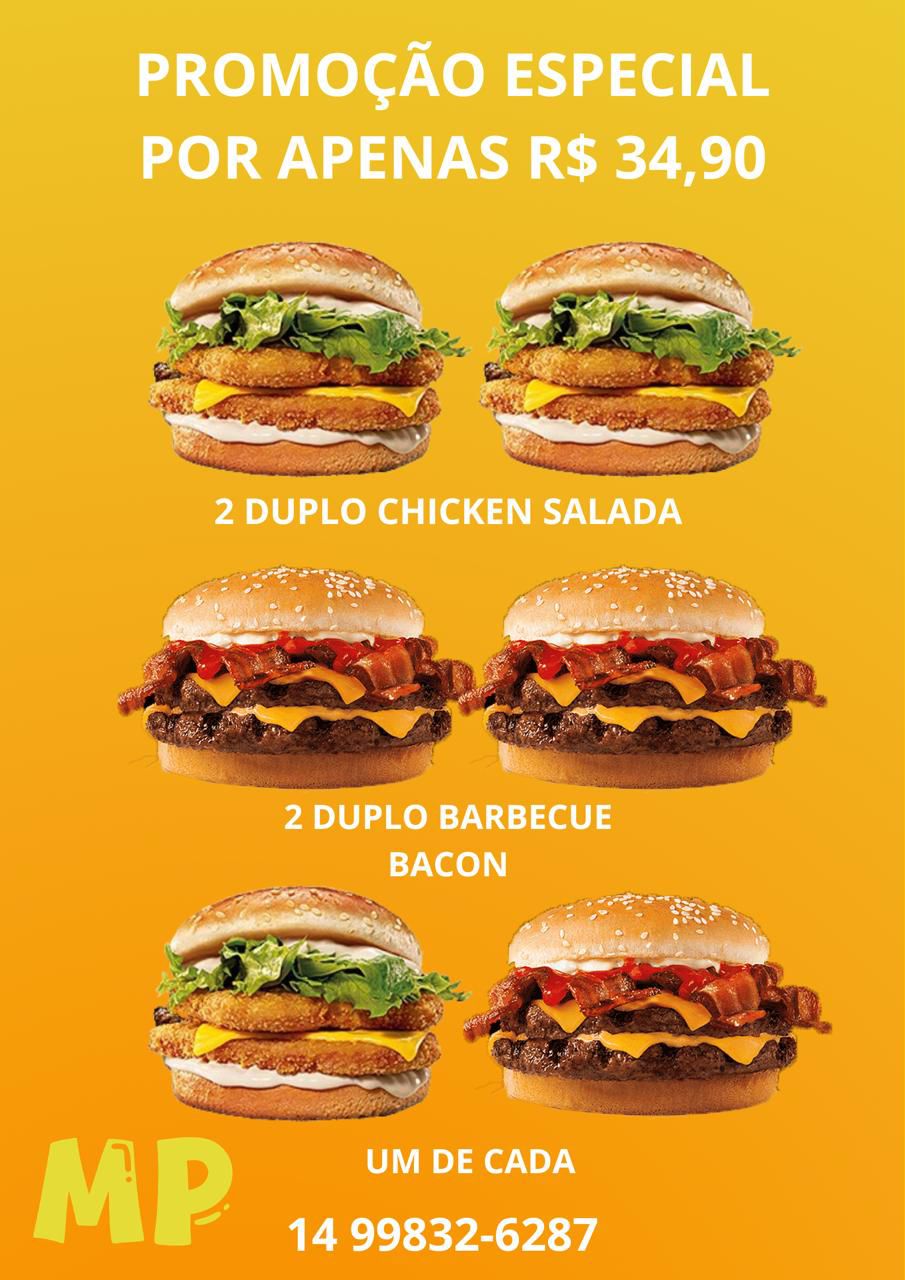 PROMOÇÃO ESPECIAL
POR APENAS R$ 34,90
2 DUPLO CHICKEN SALADA
2 DUPLO BARBECUE
BACON
UM DE CADA
MP
14 99832-6287